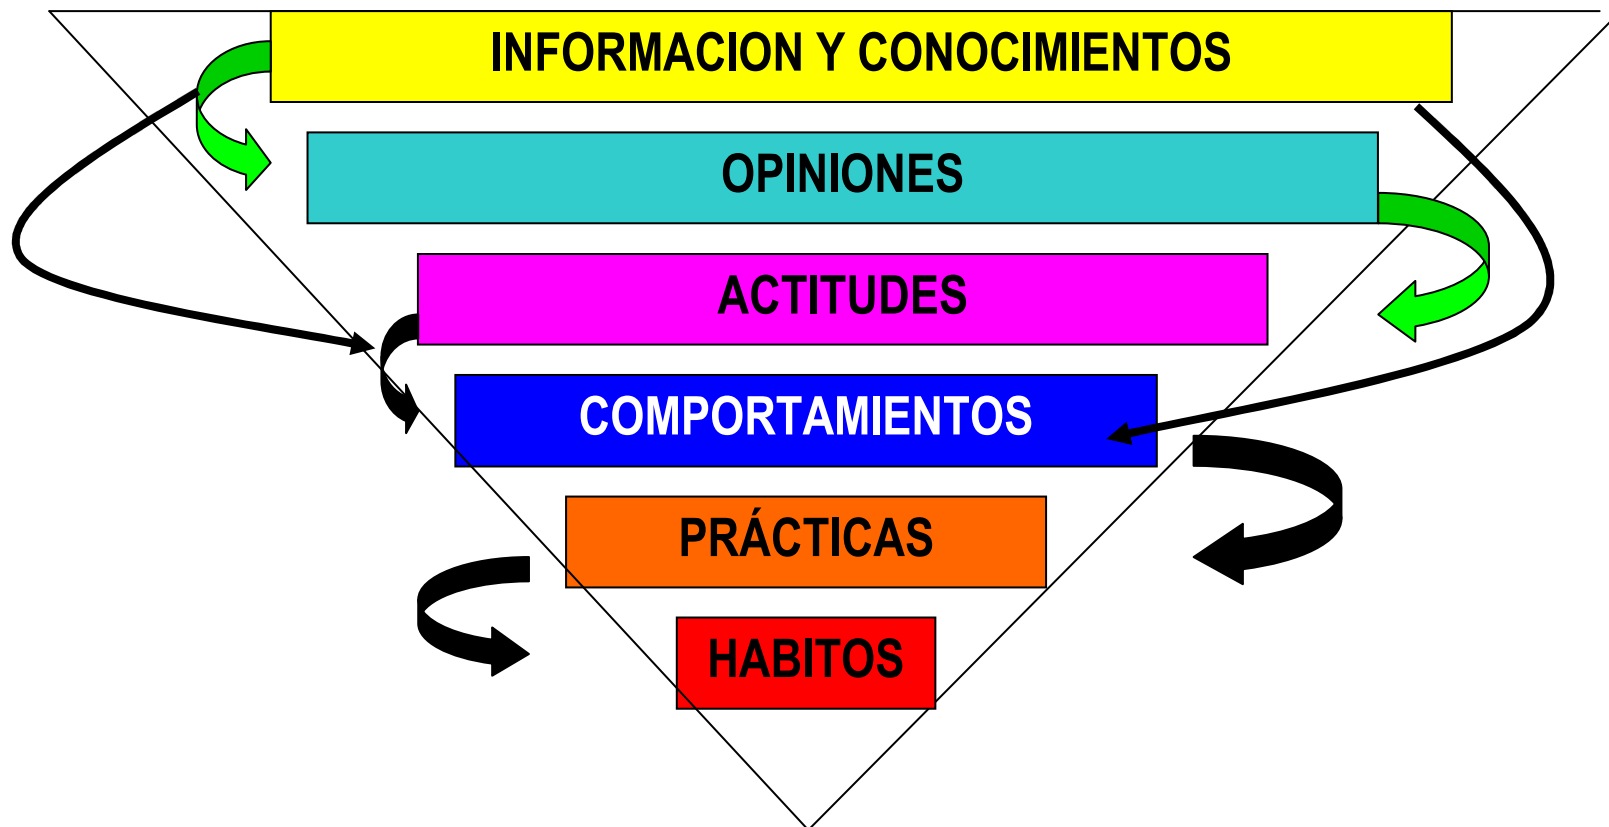 INFORMACION Y CONOCIMIENTOS
OPINIONES
ACTITUDES
COMPORTAMIENTOS
PRÁCTICAS
HABITOS